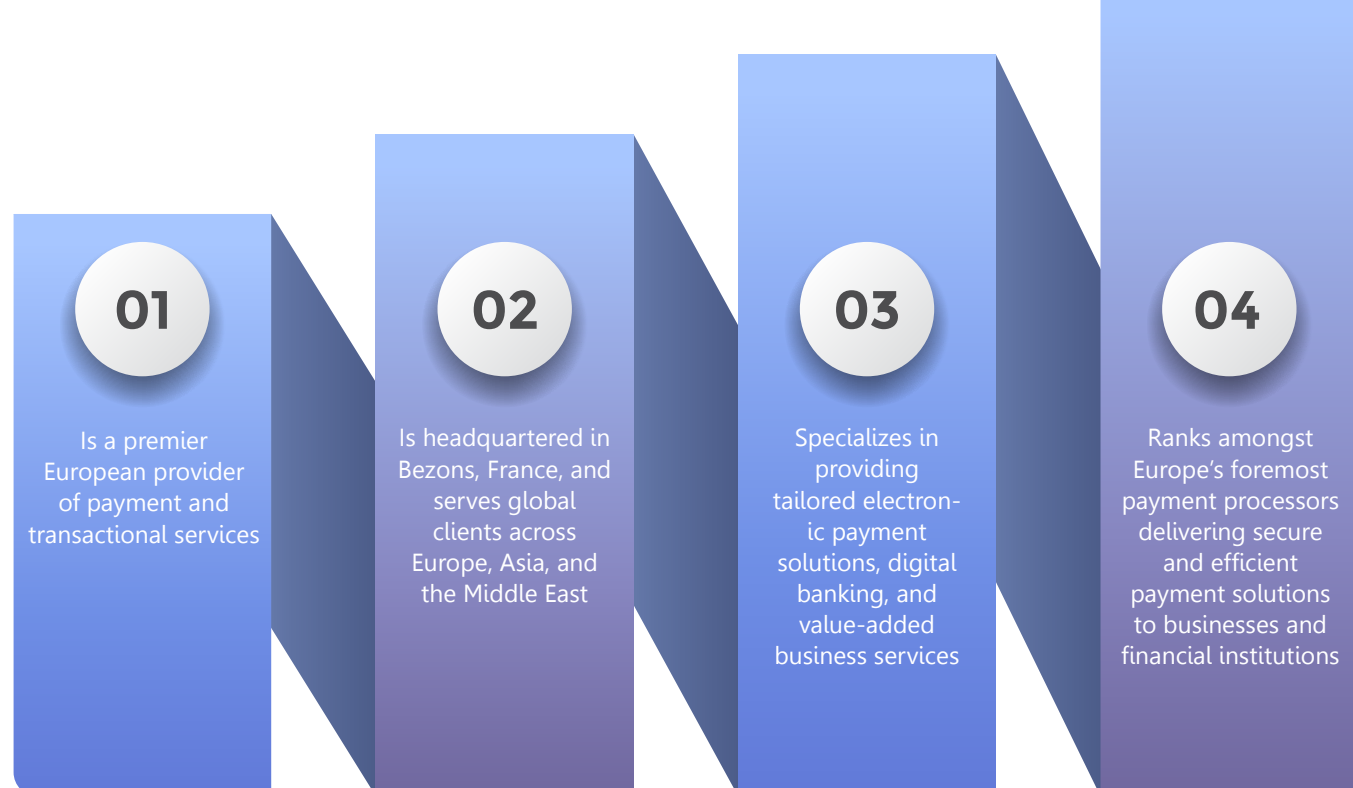 01
Is a premier
European provider
of payment and
transactional services
02
Is headquartered in
Bezons, France, and
serves global
clients across
Europe, Asia, and
the Middle East
03
Specializes in
providing
tailored electron-
ic payment
solutions, digital
banking, and
value-added
business services
04
Ranks amongst
Europe’s foremost
payment processors
delivering secure
and efficient
payment solutions
to businesses and
financial institutions